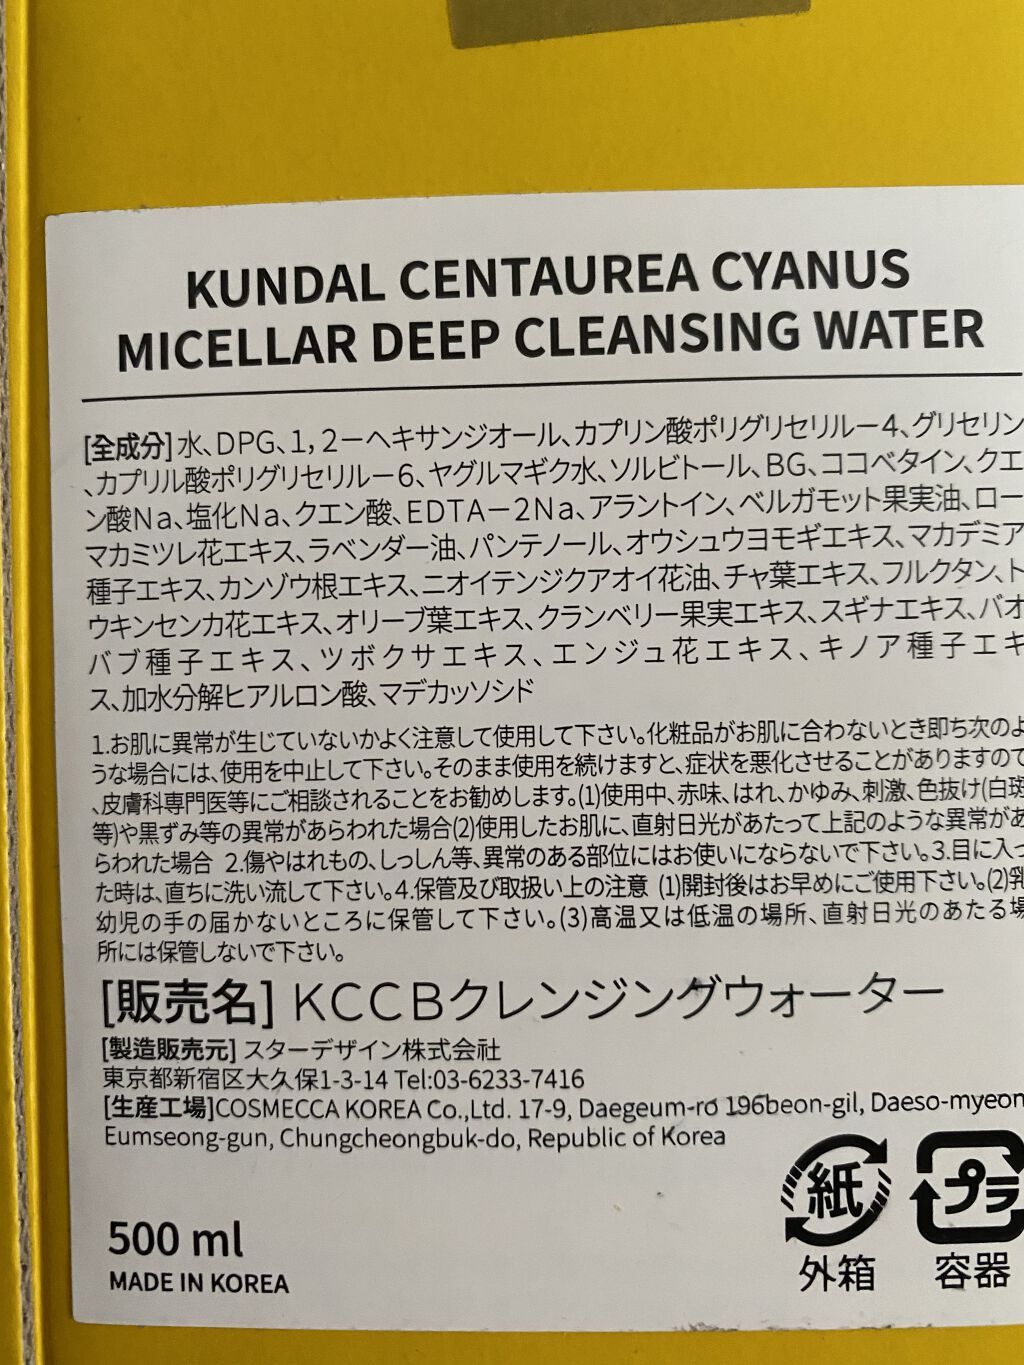 KUNDAL CENTAUREA CYANUS
MICELLAR DEEP CLEANSING WATER
[全成分]水、DPG、1,2－ヘキサンジオール、カプリン酸ポリグリセリル－4、グリセリン
、カプリル酸ポリグリセリル－6、ヤグルマギク水、ソルビトール、BG、ココベタイン、クエ
ン酸Na、塩化Na、クエン酸、EDTA－2Na、アラントイン、ベルガモット果実油、ロー
マカミツレ花エキス、ラベンダー油、パンテノール、オウシュウヨモギエキス、マカデミア
種子エキス、カンゾウ根エキス、ニオイテンジクアオイ花油、チャ葉エキス、フルクタン、ト
ウキンセンカ花エキス、オリーブ葉エキス、クランベリー果実エキス、スギナエキス、バオ
バブ種子エキス、ツボクサエキス、エンジュ花エキス、キノア種子エキ
ス、加水分解ヒアルロン酸、マデカッソシド
1.お肌に異常が生じていないかよく注意して使用して下さい。化粧品がお肌に合わないとき即ち次のよ
うな場合には、使用を中止して下さい。そのまま使用を続けますと、症状を悪化させることがありますので
、皮膚科専門医等にご相談されることをお勧めします。(1)使用中、赤味、はれ、かゆみ、刺激、色抜け(白斑
等)や黒ずみ等の異常があらわれた場合(2)使用したお肌に、直射日光があたって上記のような異常があ
らわれた場合 2.傷やはれもの、しっしん等、異常のある部位にはお使いにならないで下さい。3.目に入っ
た時は、直ちに洗い流して下さい。4.保管及び取扱い上の注意 (1)開封後はお早めにご使用下さい。(2)乳
幼児の手の届かないところに保管して下さい。(3)高温又は低温の場所、直射日光のあたる場
所には保管しないで下さい。
[販売名] KCCBクレンジングウォーター
[製造販売元] スターデザイン株式会社
東京都新宿区大久保1-3-14 Tel:03-6233-7416
[生産工場]COSMECCA KOREA Co.,Ltd. 17-9, Daegeum-ro 196beon-gil, Daeso-myeon
Eumseong-gun, Chungcheongbuk-do, Republic of Korea
紙 プラ
外箱 容器
500 ml
MADE IN KOREA